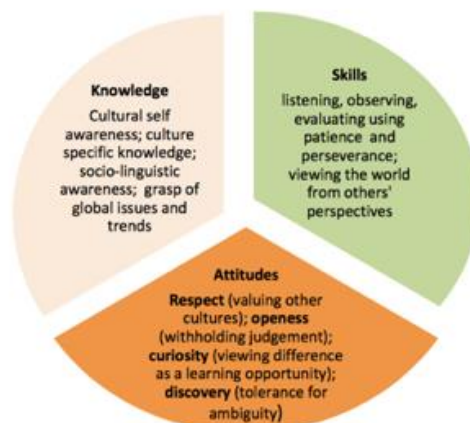 Knowledge
Cultural self
awareness; culture
specific knowledge;
socio-linguistic
awareness; grasp of
global issues and
trends
Skills
listening, observing,
evaluating using
patience and
perseverance;
viewing the world
from others'
perspectives
Attitudes
Respect (valuing other
cultures); openess
(withholding judgement);
curiosity (viewing difference
as a learning opportunity);
discovery (tolerance for
ambiguity)